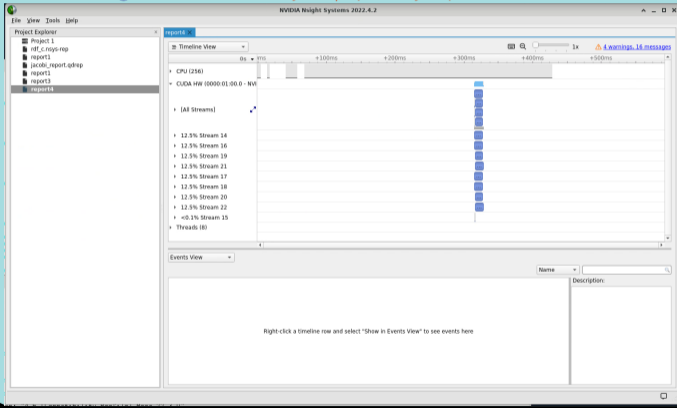 NVIDIA Nsight Systems 2022.4.2
File View Tools Help
Project Explorer
Project 1
rdf_c.nsys-rep
report1
jacobi_report.qdrep
report1
report3
report4
report4
Timeline View
1x
4 warnings, 16 messages
0s
ms +100ms +200ms +300ms +400ms +500ms
CPU (256)
CUDA HW (0000:01:00.0 - NVI
[All Streams]
12.5% Stream 14
12.5% Stream 16
12.5% Stream 19
12.5% Stream 21
12.5% Stream 17
12.5% Stream 18
12.5% Stream 20
12.5% Stream 22
<0.1% Stream 15
Threads (8)
Events View
Name
Description:
Right-click a timeline row and select "Show in Events View" to see events here